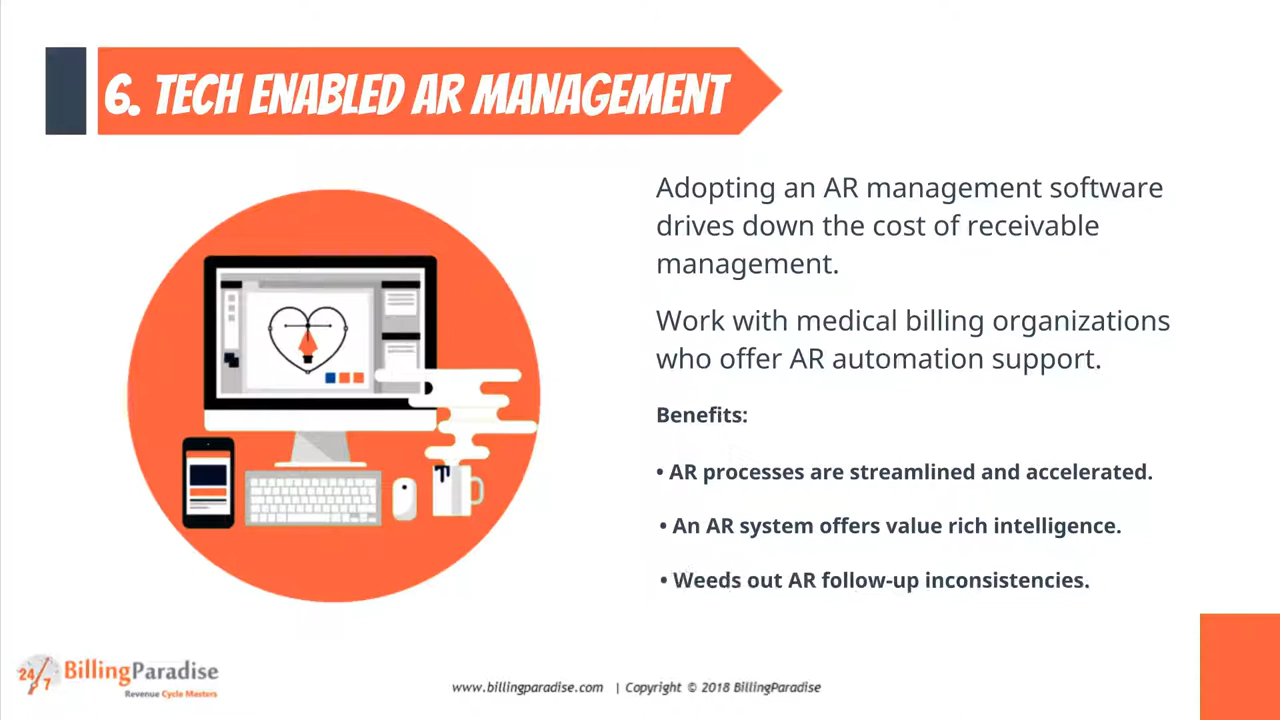 6. TECH ENABLED AR MANAGEMENT
Adopting an AR management software
drives down the cost of receivable
management.
Work with medical billing organizations
who offer AR automation support.
Benefits:
• AR processes are streamlined and accelerated.
• An AR system offers value rich intelligence.
• Weeds out AR follow-up inconsistencies.
24/7 BillingParadise
Revenue Cycle Masters
www.billingparadise.com | Copyright © 2018 BillingParadise